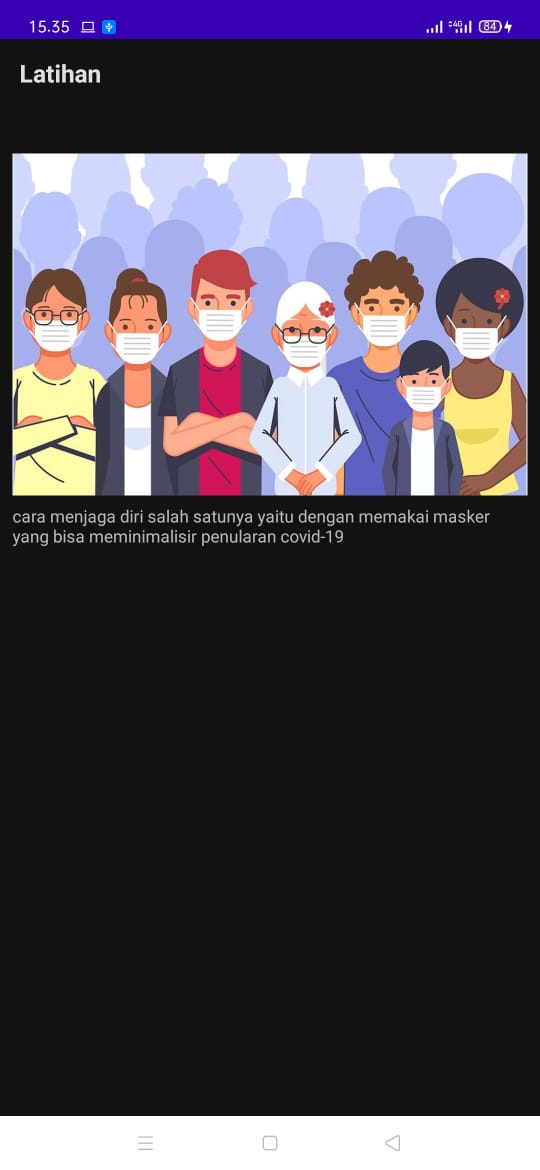 15.35
4G
84
Latihan
cara menjaga diri salah satunya yaitu dengan memakai masker
yang bisa meminimalisir penularan covid-19